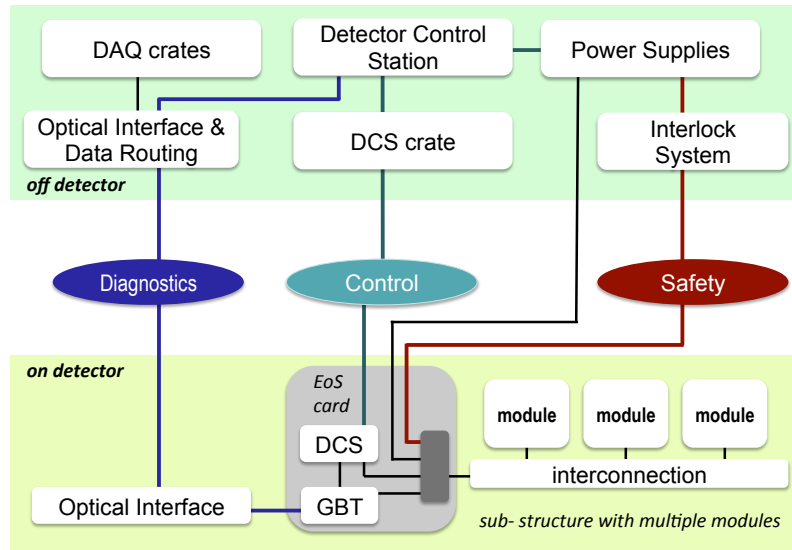 DAQ crates
Detector Control
Station
Power Supplies
Optical Interface &
Data Routing
DCS crate
Interlock
System
off detector
Diagnostics
Control
Safety
on detector
EoS
card
module
module
module
DCS
interconnection
Optical Interface
GBT
sub- structure with multiple modules